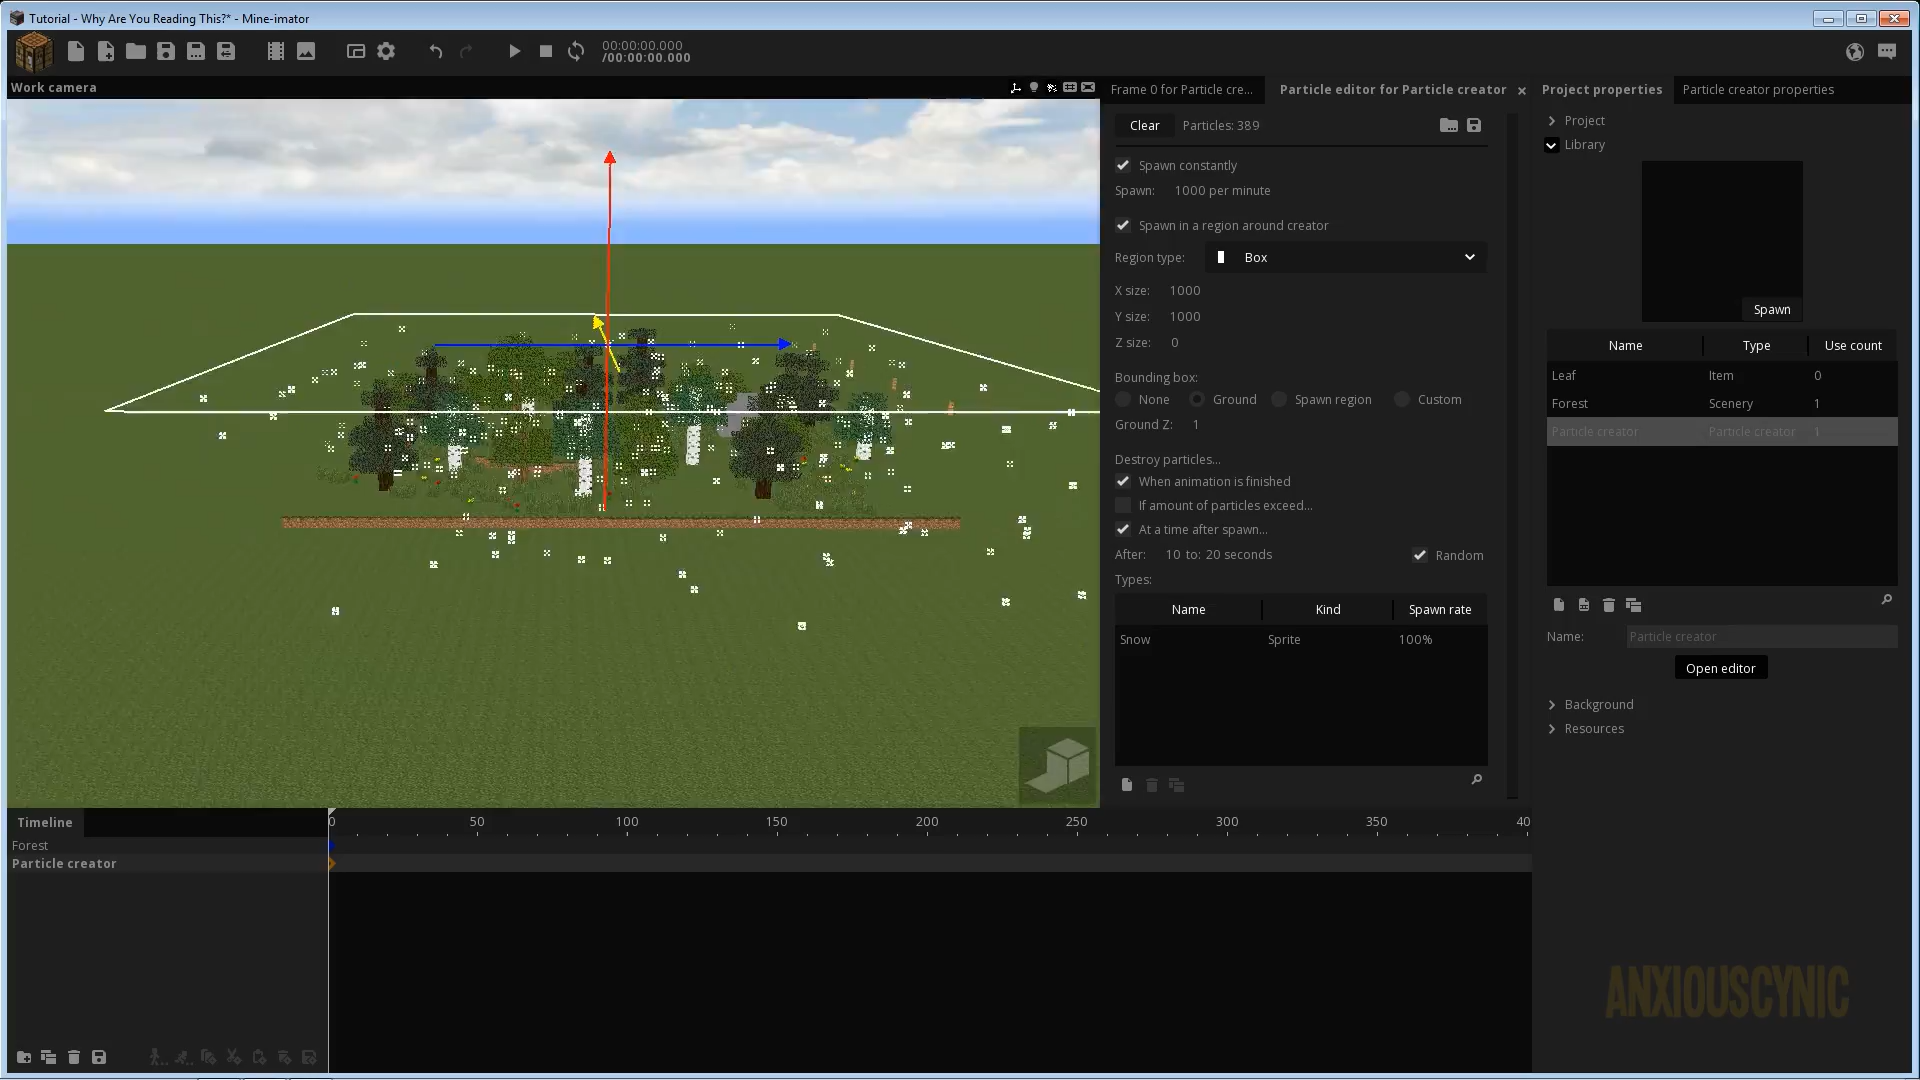 Tutorial - Why Are You Reading This?* - Mine-imator
00:00:00.000
/00:00:00.000
Work camera
Frame 0 for Particle cre...
Particle editor for Particle creator
Project properties
Particle creator properties
Clear
Particles: 389
Spawn constantly
Spawn: 1000 per minute
Spawn in a region around creator
Region type: Box
X size: 1000
Y size: 1000
Z size: 0
Bounding box:
None Ground Spawn region Custom
Ground Z: 1
Destroy particles...
When animation is finished
If amount of particles exceed...
At a time after spawn...
After: 10 to: 20 seconds Random
Types:
Name Kind Spawn rate
Snow Sprite 100%
Project
Library
Spawn
Name Type Use count
Leaf Item 0
Forest Scenery 1
Particle creator Particle creator 1
Name: Particle creator
Open editor
Background
Resources
Timeline
0 50 100 150 200 250 300 350 40
Forest
Particle creator
ANXIOUSCYNIC